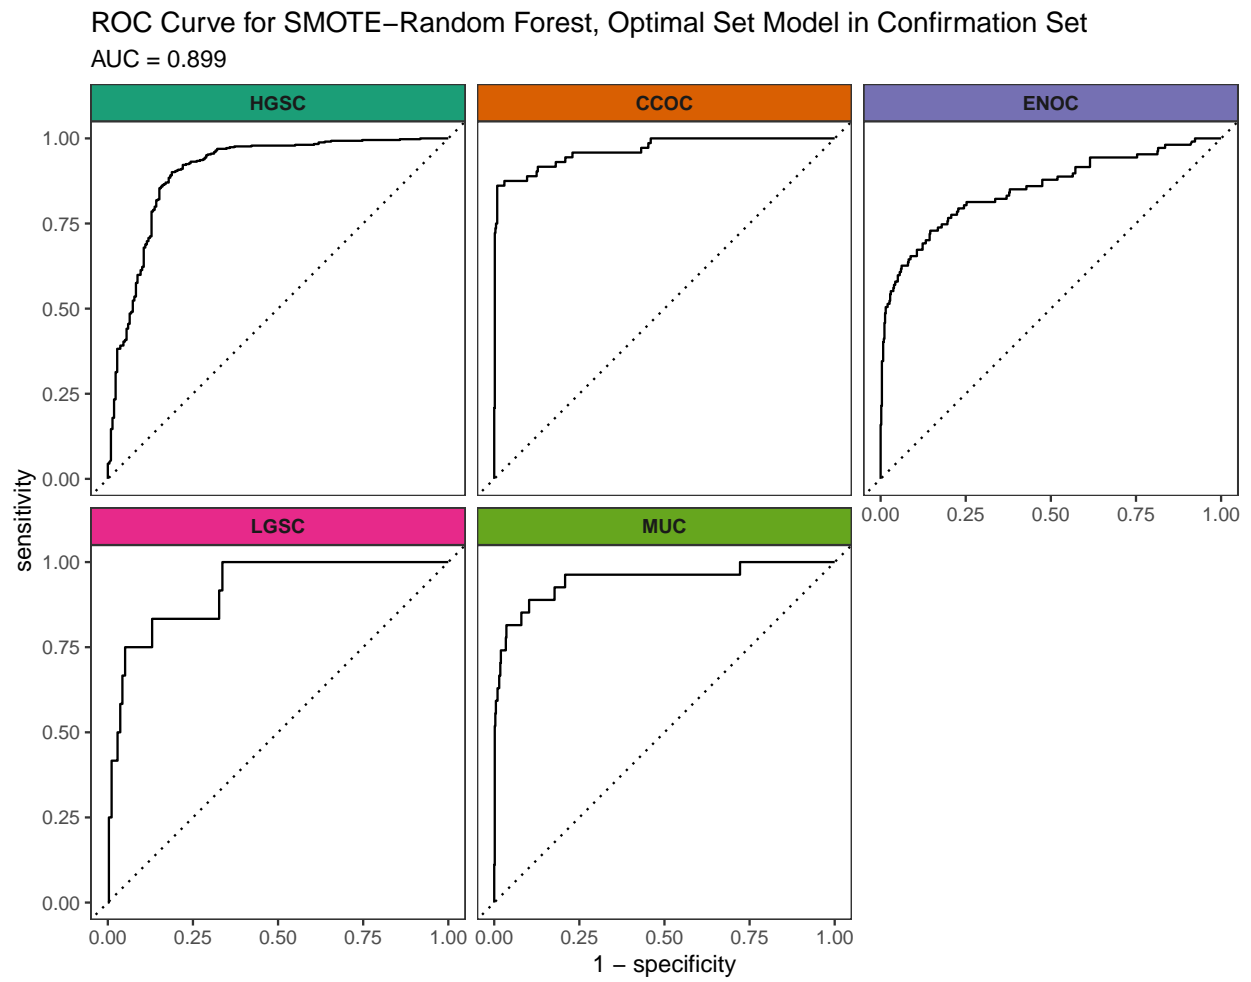 ROC Curve for SMOTE−Random Forest, Optimal Set Model in Confirmation Set
AUC = 0.899
HGSC
CCOC
ENOC
1.00
0.75
0.50
0.25
0.00
0.00 0.25 0.50 0.75 1.00
sensitivity
LGSC
MUC
1.00
0.75
0.50
0.25
0.00
0.00 0.25 0.50 0.75 1.00
0.00 0.25 0.50 0.75 1.00
1 − specificity